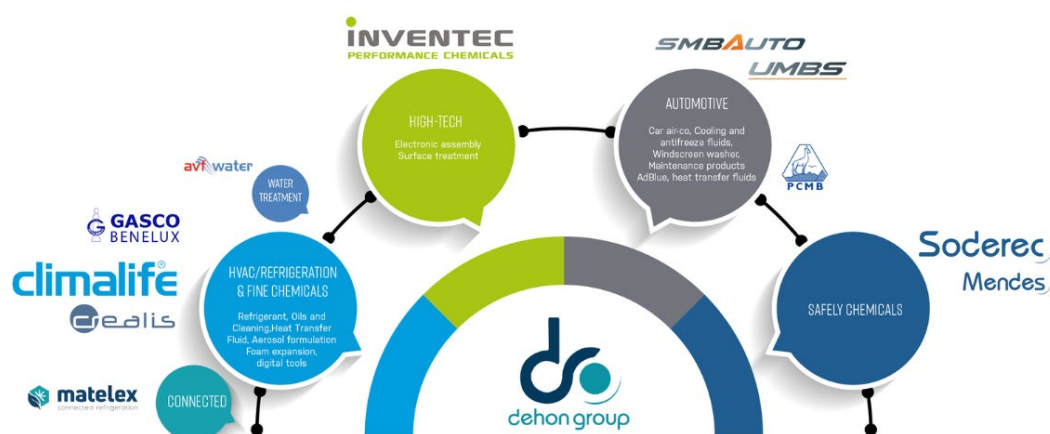 iNVENTEC
PERFORMANCE CHEMICALS
HIGH-TECH
Electronic assembly
Surface treatment
SMBAUTO
UMBS
AUTOMOTIVE
Car air-co, Cooling and
antifreeze fluids,
Windscreen washer,
Maintenance products
AdBlue, heat transfer fluids
PCMB
avf water
WATER
TREATMENT
GASCO
BENELUX
climalife®
dealis
HVAC/REFRIGERATION
& FINE CHEMICALS
Refrigerant, Oils and
Cleaning,Heat Transfer
Fluid, Aerosol formulation
Foam expansion,
digital tools
matelex
connected refrigeration
CONNECTED
Soderec
Mendes
SAFELY CHEMICALS
dehon group